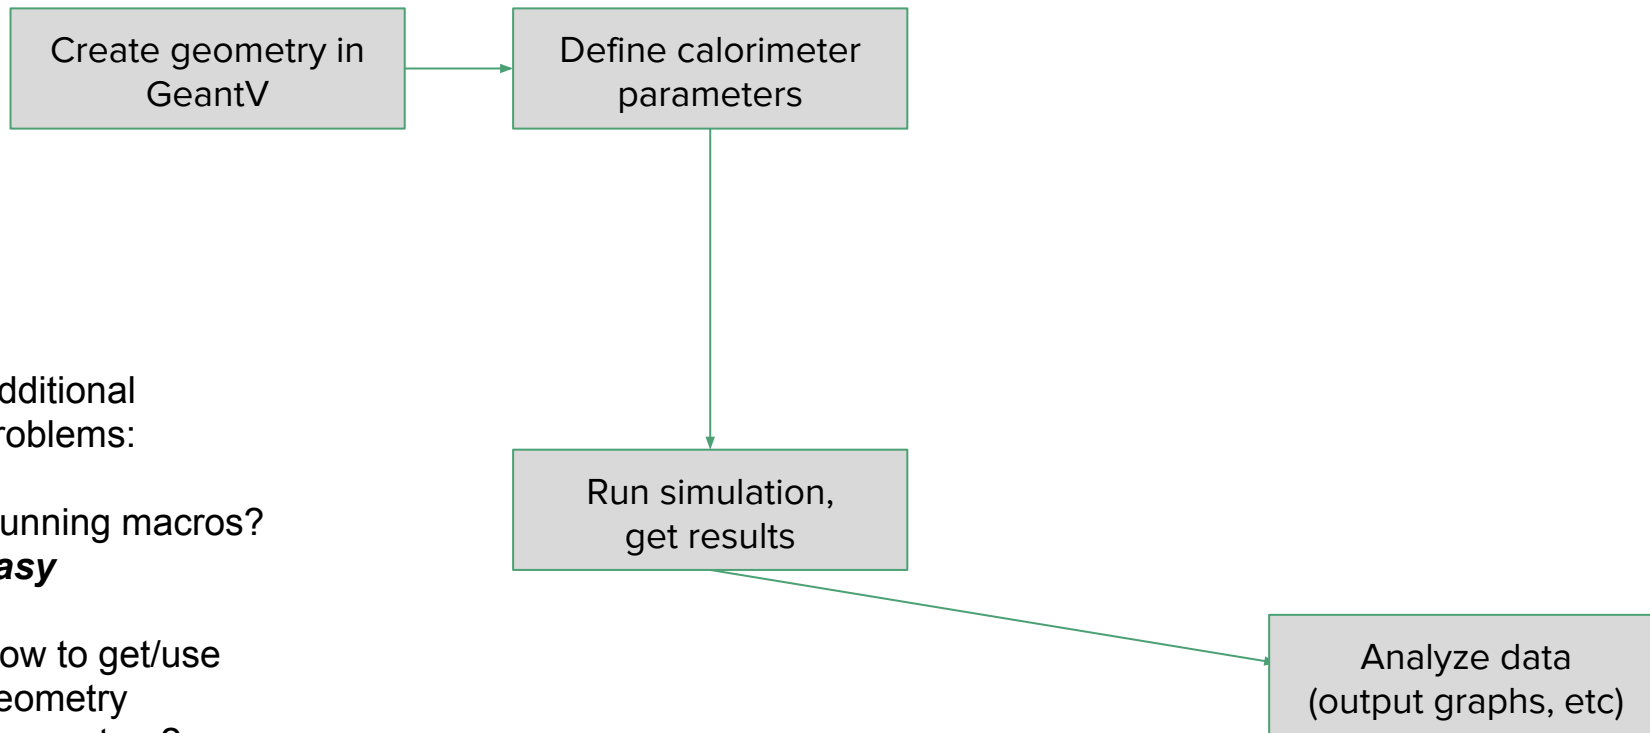 Create geometry in
GeantV
Define calorimeter
parameters
Run simulation,
get results
Analyze data
(output graphs, etc)
dditional
roblems:
unning macros?
asy
ow to get/use
eometry